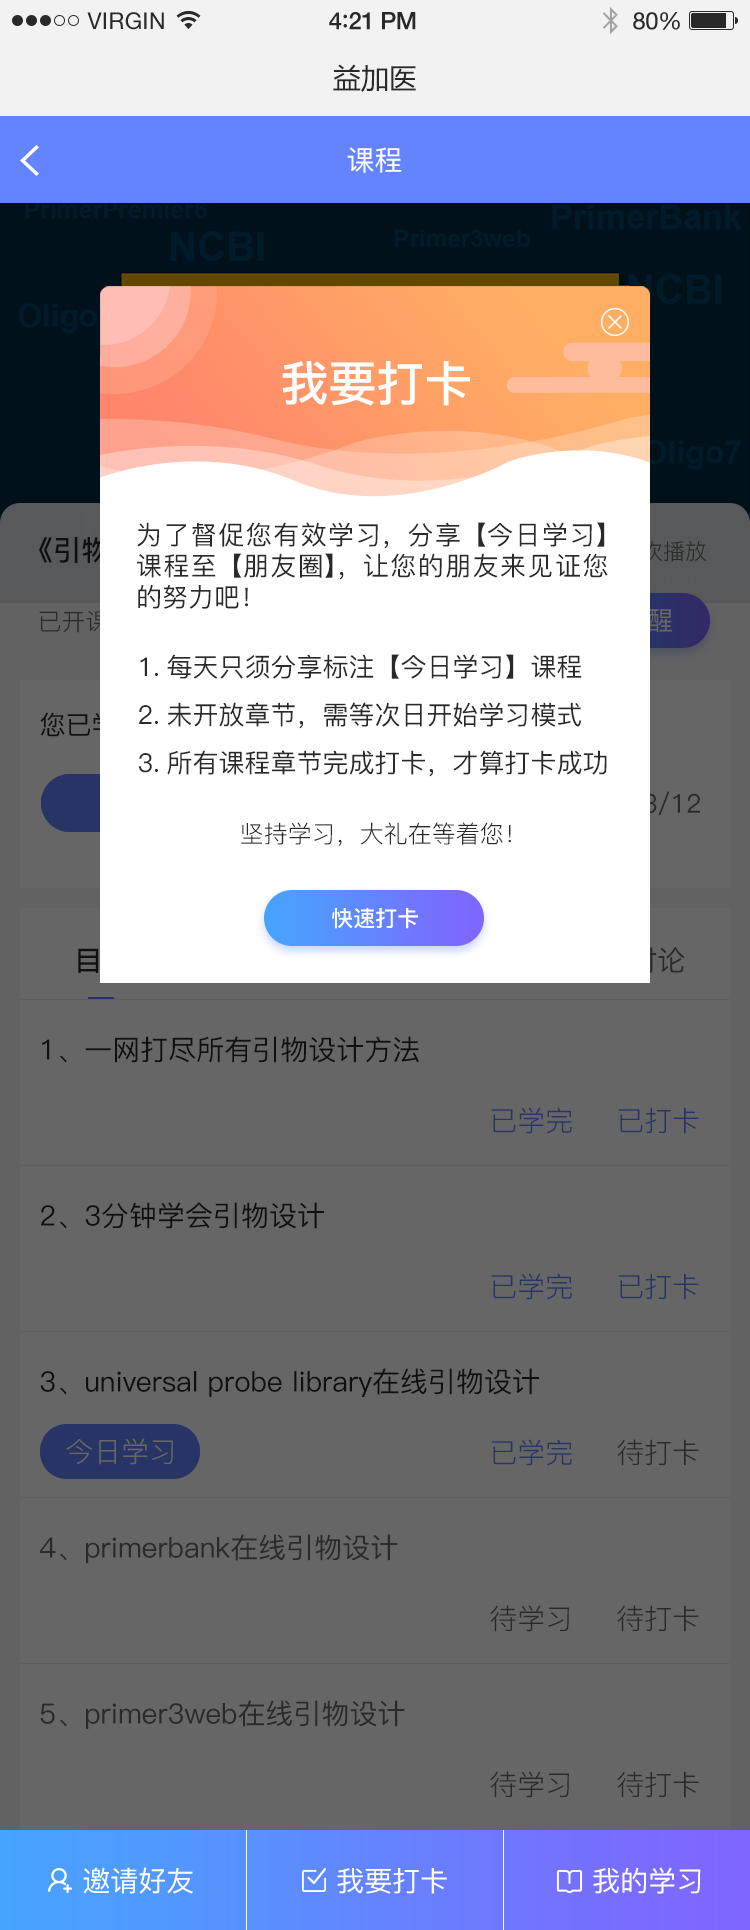 VIRGIN 4:21 PM 80%
益加医
课程
PrimerPremier6
PrimerBank
NCBI
Primer3web
NCBI
Oligo
Oligo7
我要打卡
为了督促您有效学习，分享【今日学习】
课程至【朋友圈】，让您的朋友来见证您
的努力吧！
1. 每天只须分享标注【今日学习】课程
2. 未开放章节，需等次日开始学习模式
3. 所有课程章节完成打卡，才算打卡成功
坚持学习，大礼在等着您！
快速打卡
《引物
次播放
已开课
醒
您已学
3/12
目
讨论
1、一网打尽所有引物设计方法
已学完 已打卡
2、3分钟学会引物设计
已学完 已打卡
3、universal probe library在线引物设计
今日学习 已学完 待打卡
4、primerbank在线引物设计
待学习 待打卡
5、primer3web在线引物设计
待学习 待打卡
邀请好友 我要打卡 我的学习